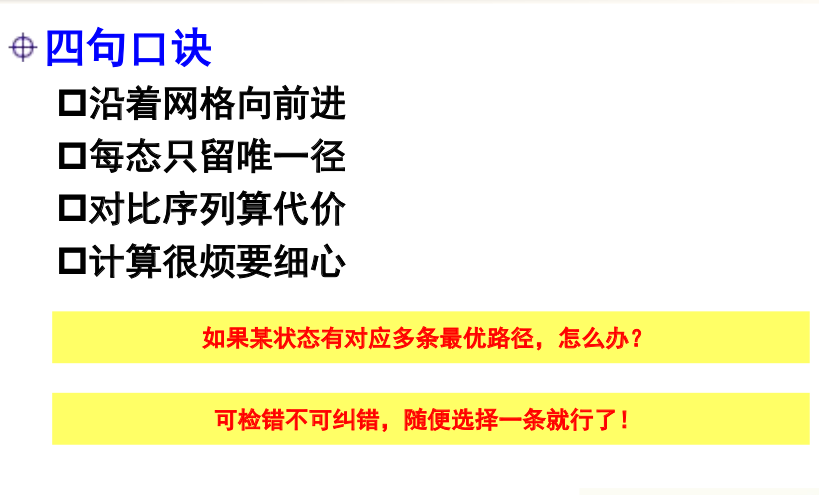 四句口诀
沿着网格向前进
每态只留唯一径
对比序列算代价
计算很烦要细心
如果某状态有对应多条最优路径，怎么办？
可检错不可纠错，随便选择一条就行了！